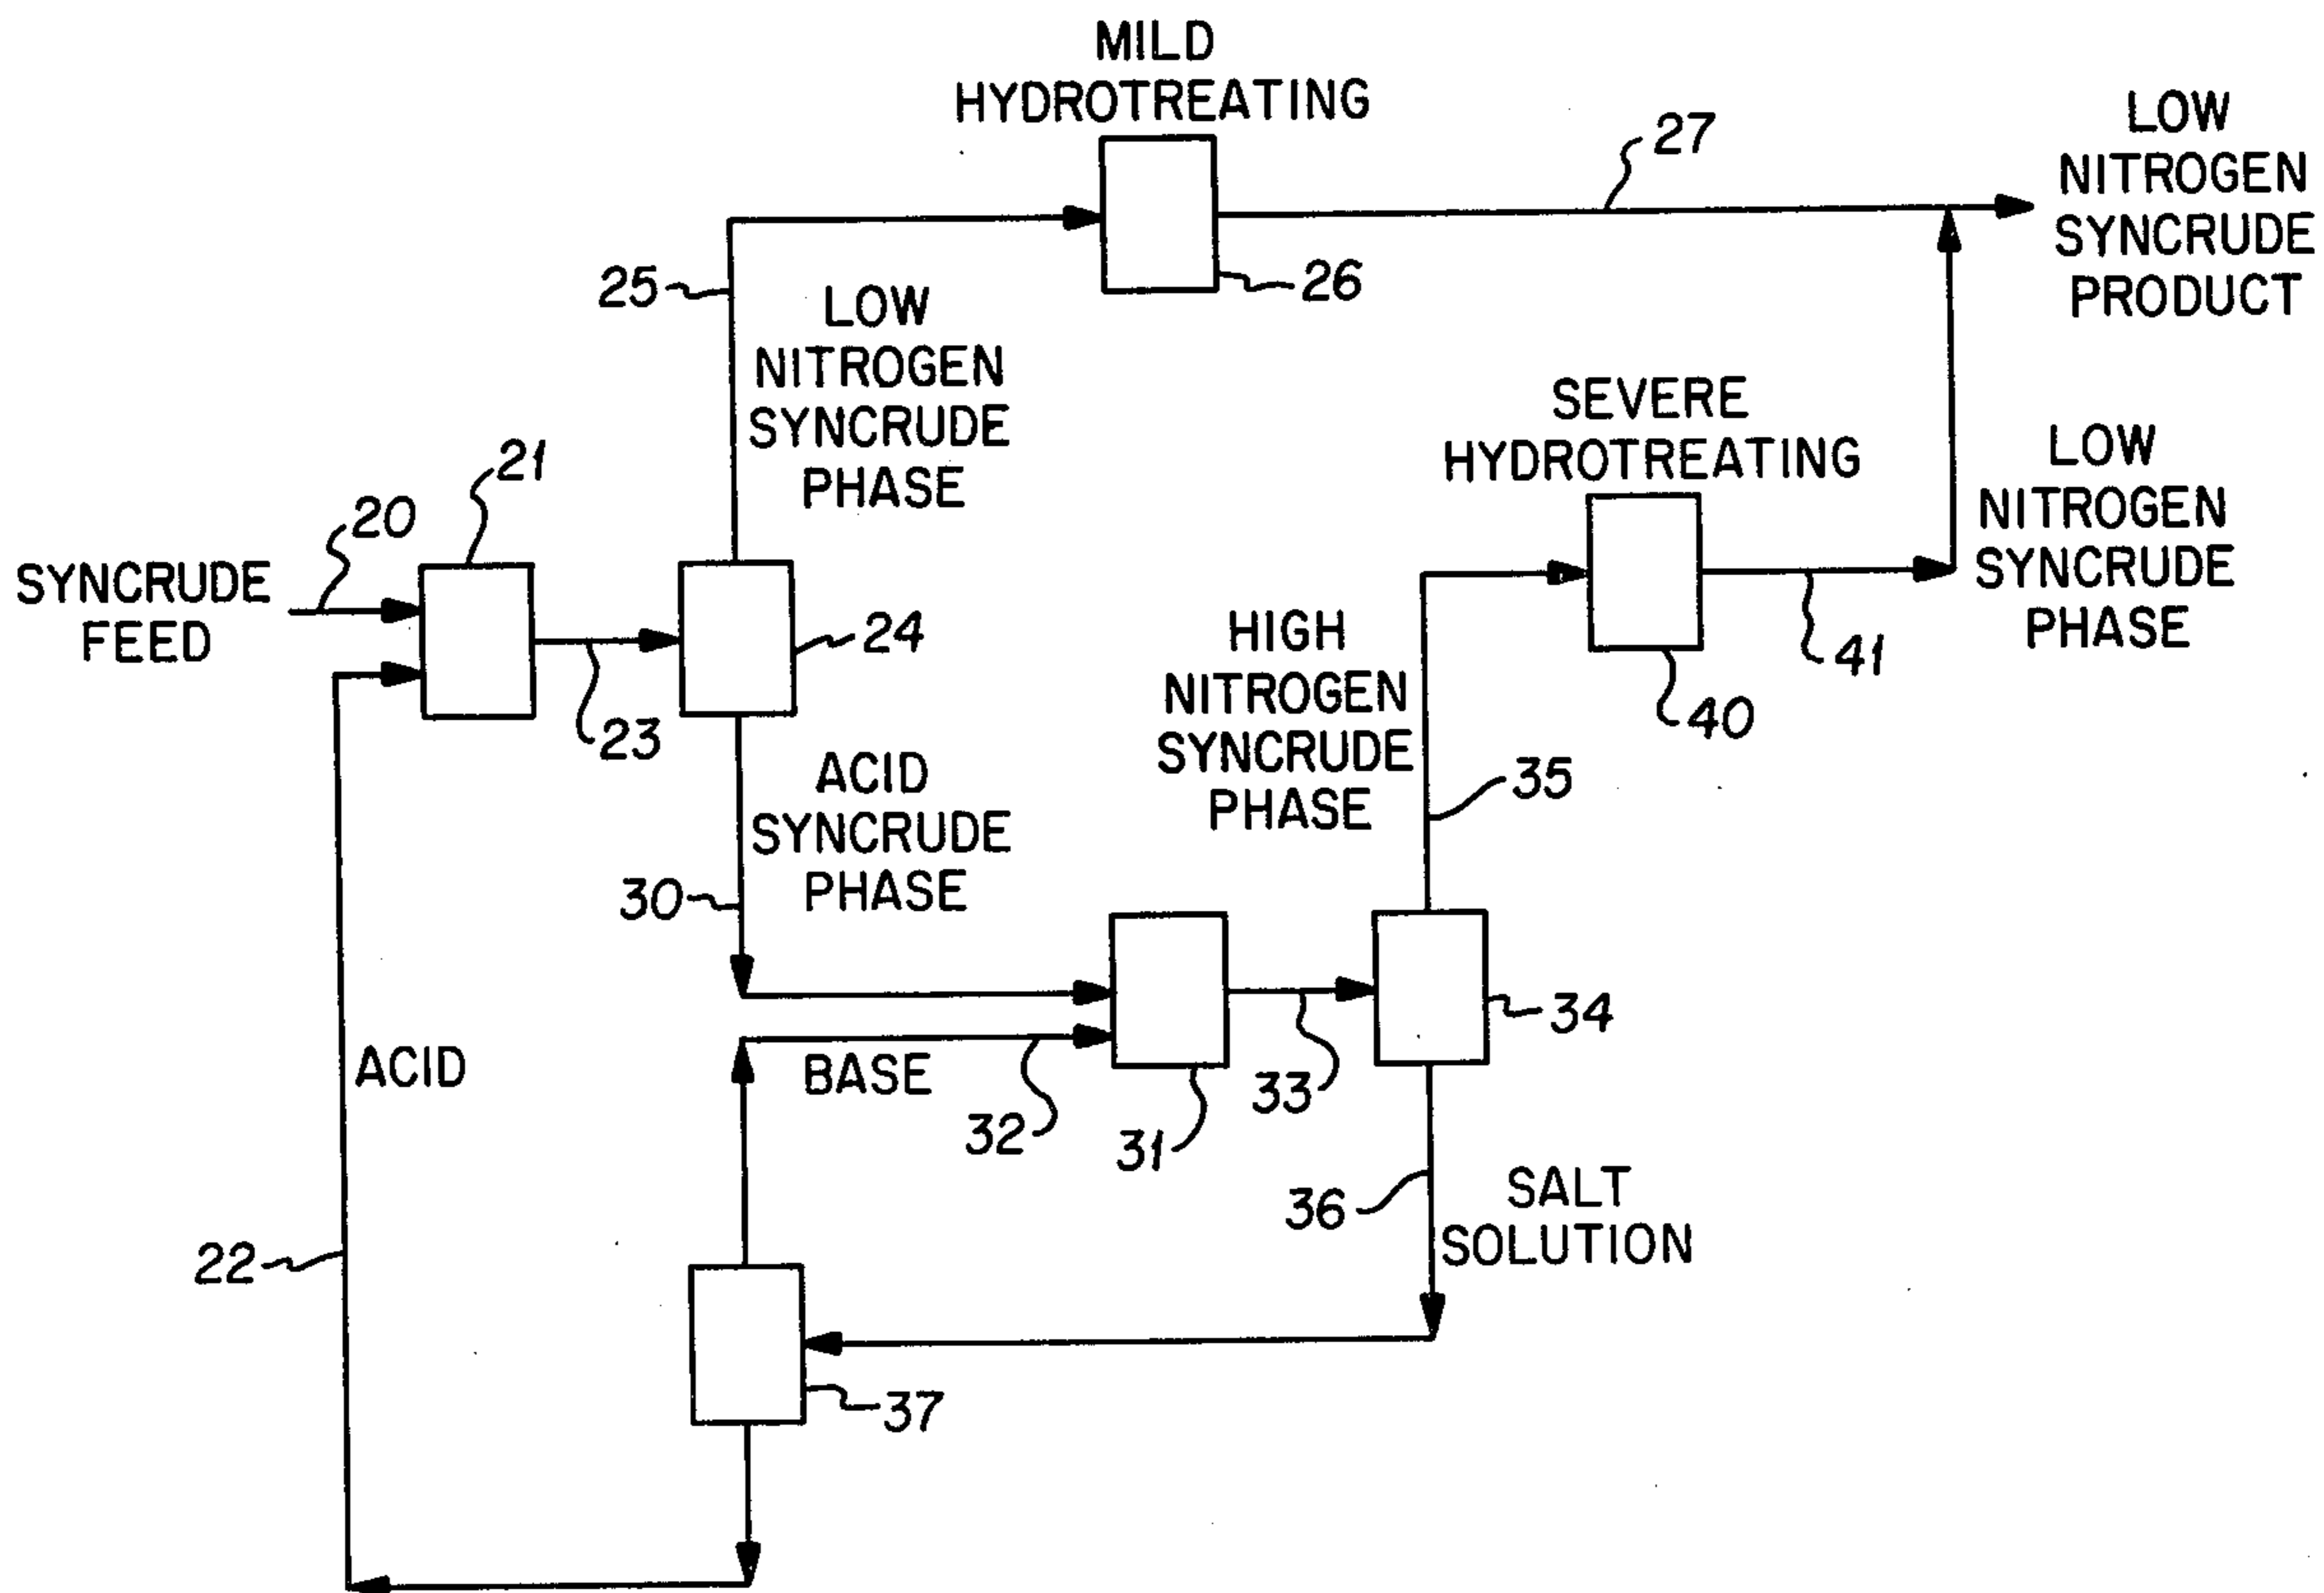 MILD
HYDROTREATING
27
LOW
NITROGEN
SYNCRUDE
PRODUCT
25
26
LOW
NITROGEN
SYNCRUDE
PHASE
SEVERE
HYDROTREATING
LOW
NITROGEN
SYNCRUDE
PHASE
21
20
SYNCRUDE
FEED
24
23
41
40
HIGH
NITROGEN
SYNCRUDE
PHASE
35
ACID
SYNCRUDE
PHASE
30
34
ACID
BASE
32
31
33
36
SALT
SOLUTION
22
37